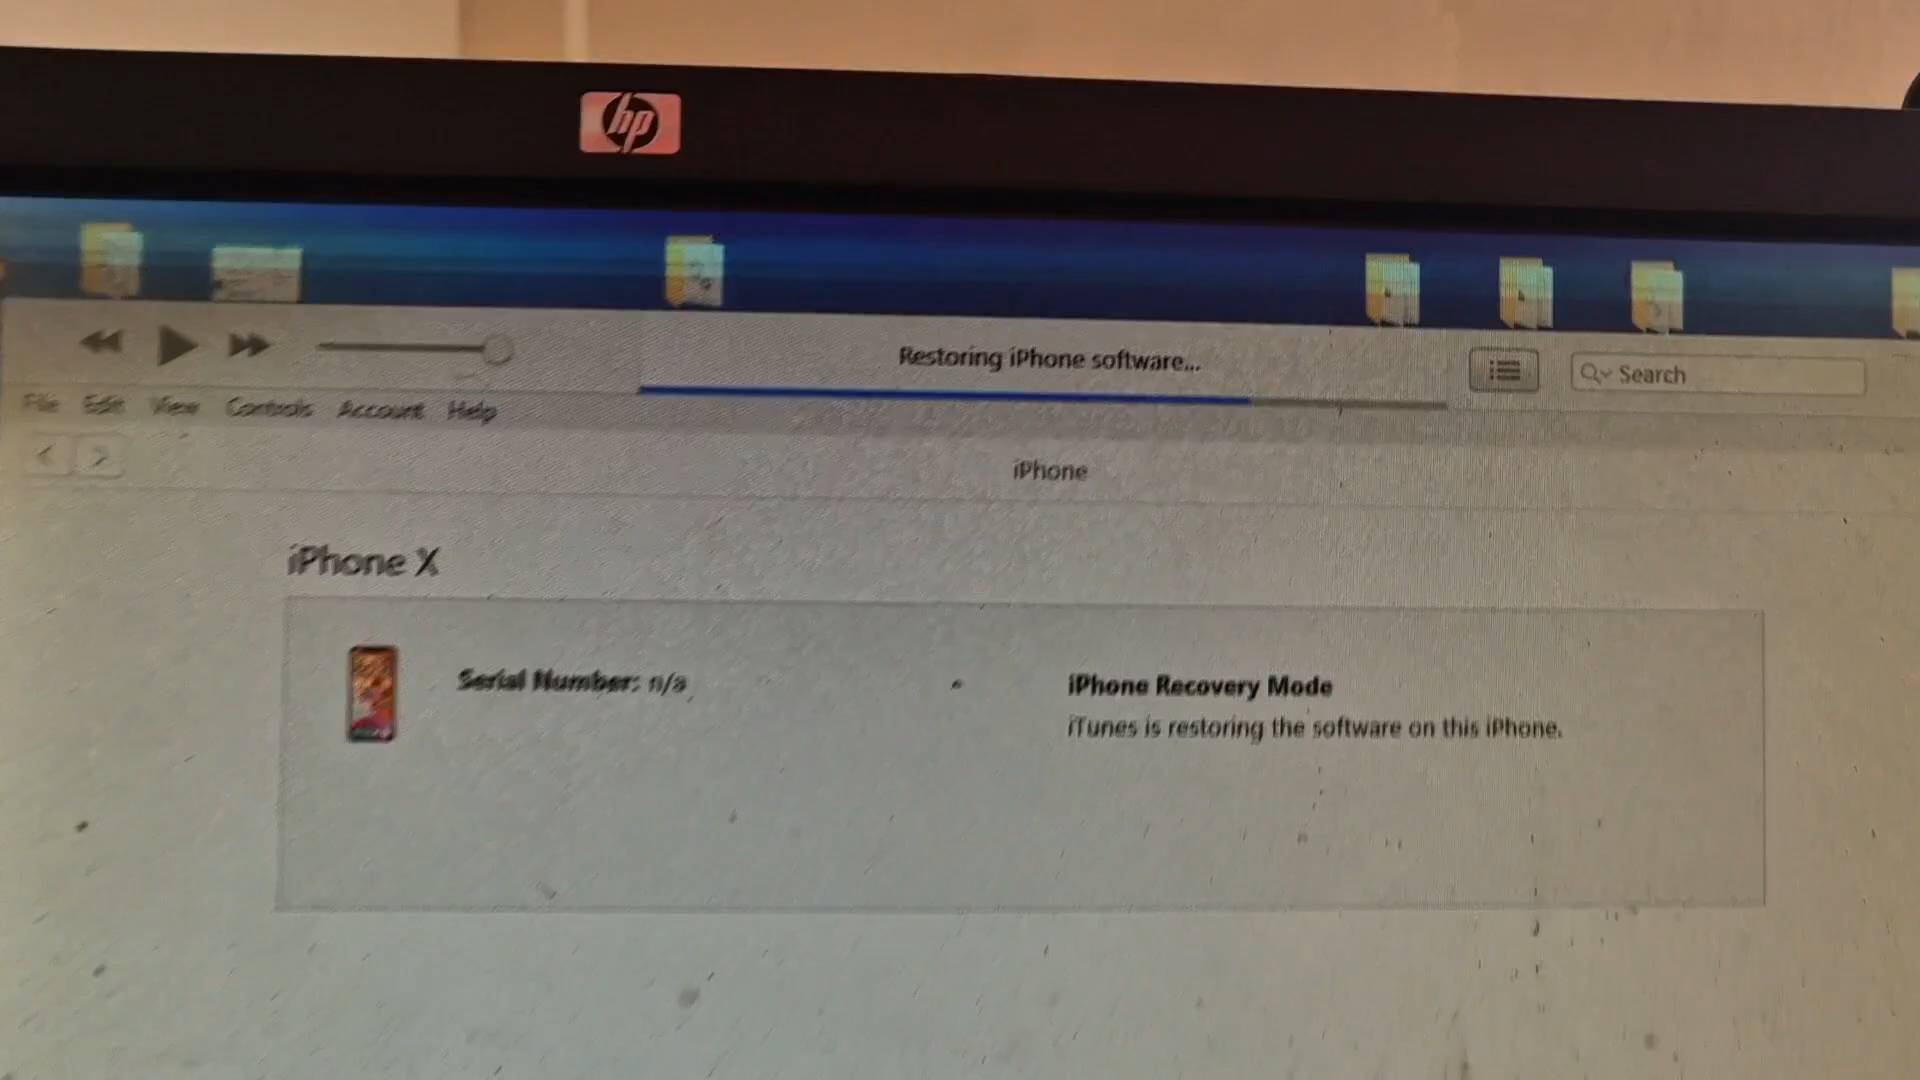 hp
Restoring iPhone software...
Search
File Edit View Controls Account Help
iPhone
iPhone X
Serial Number: n/a
iPhone Recovery Mode
iTunes is restoring the software on this iPhone.